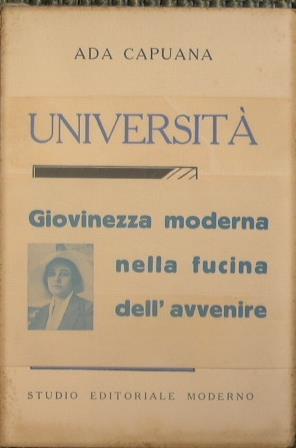 ADA CAPUANA
UNIVERSITÀ
Giovinezza moderna
nella fucina
dell' avvenire
STUDIO EDITORIALE MODERNO